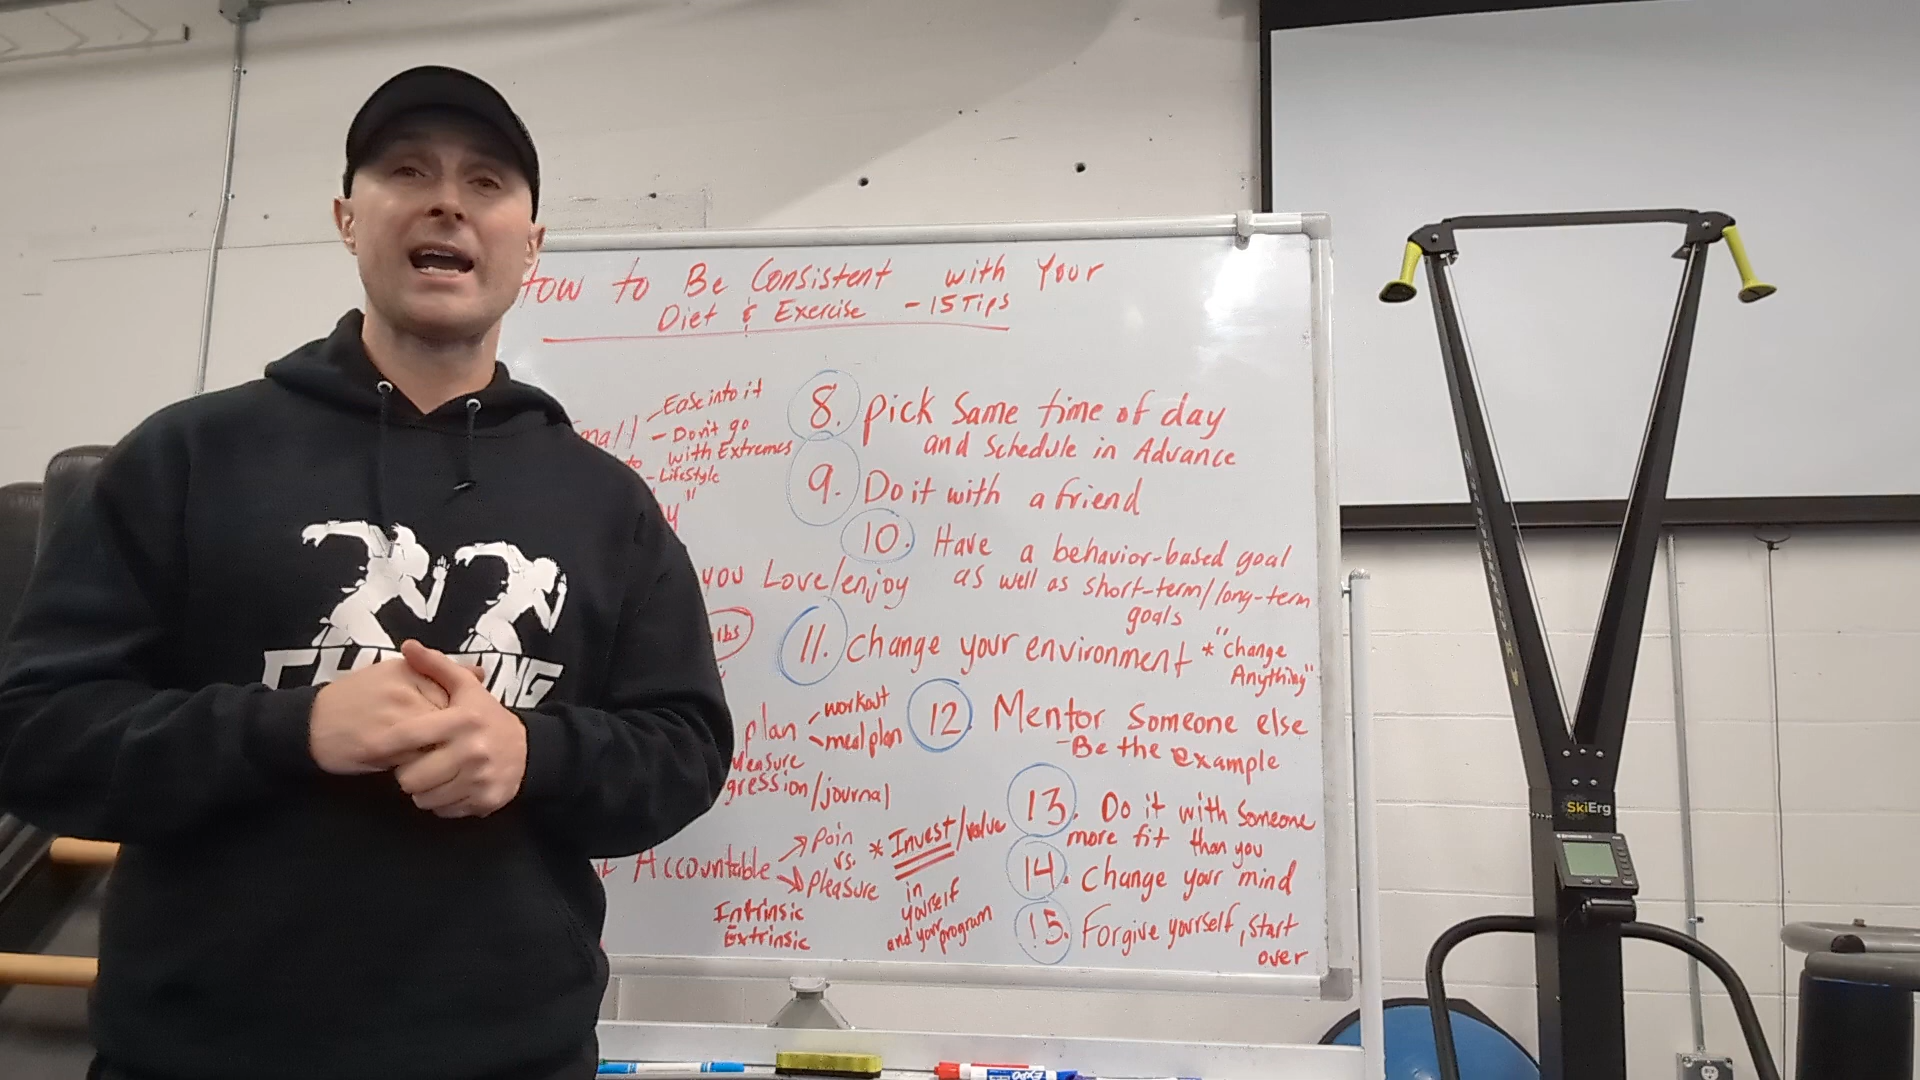 How to Be Consistent with Your
Diet & Exercise - 15 Tips
Ease into it
- Don't go
with Extremes
- Lifestyle
you Love/enjoy
lbs
plan
workout
meal plan
Measure
/journal
Accountable
Pain
vs.
Pleasure
* Invest/value
in
yourself
and your program
Intrinsic
Extrinsic
8. Pick Same time of day
and Schedule in Advance
9. Do it with a friend
10. Have a behavior-based goal
as well as short-term/long-term
goals
11. Change your environment * "Change
Anything"
12. Mentor Someone else
- Be the example
13. Do it with Someone
more fit than you
14. Change your mind
15. Forgive yourself, start
over
SkiErg
EXPO